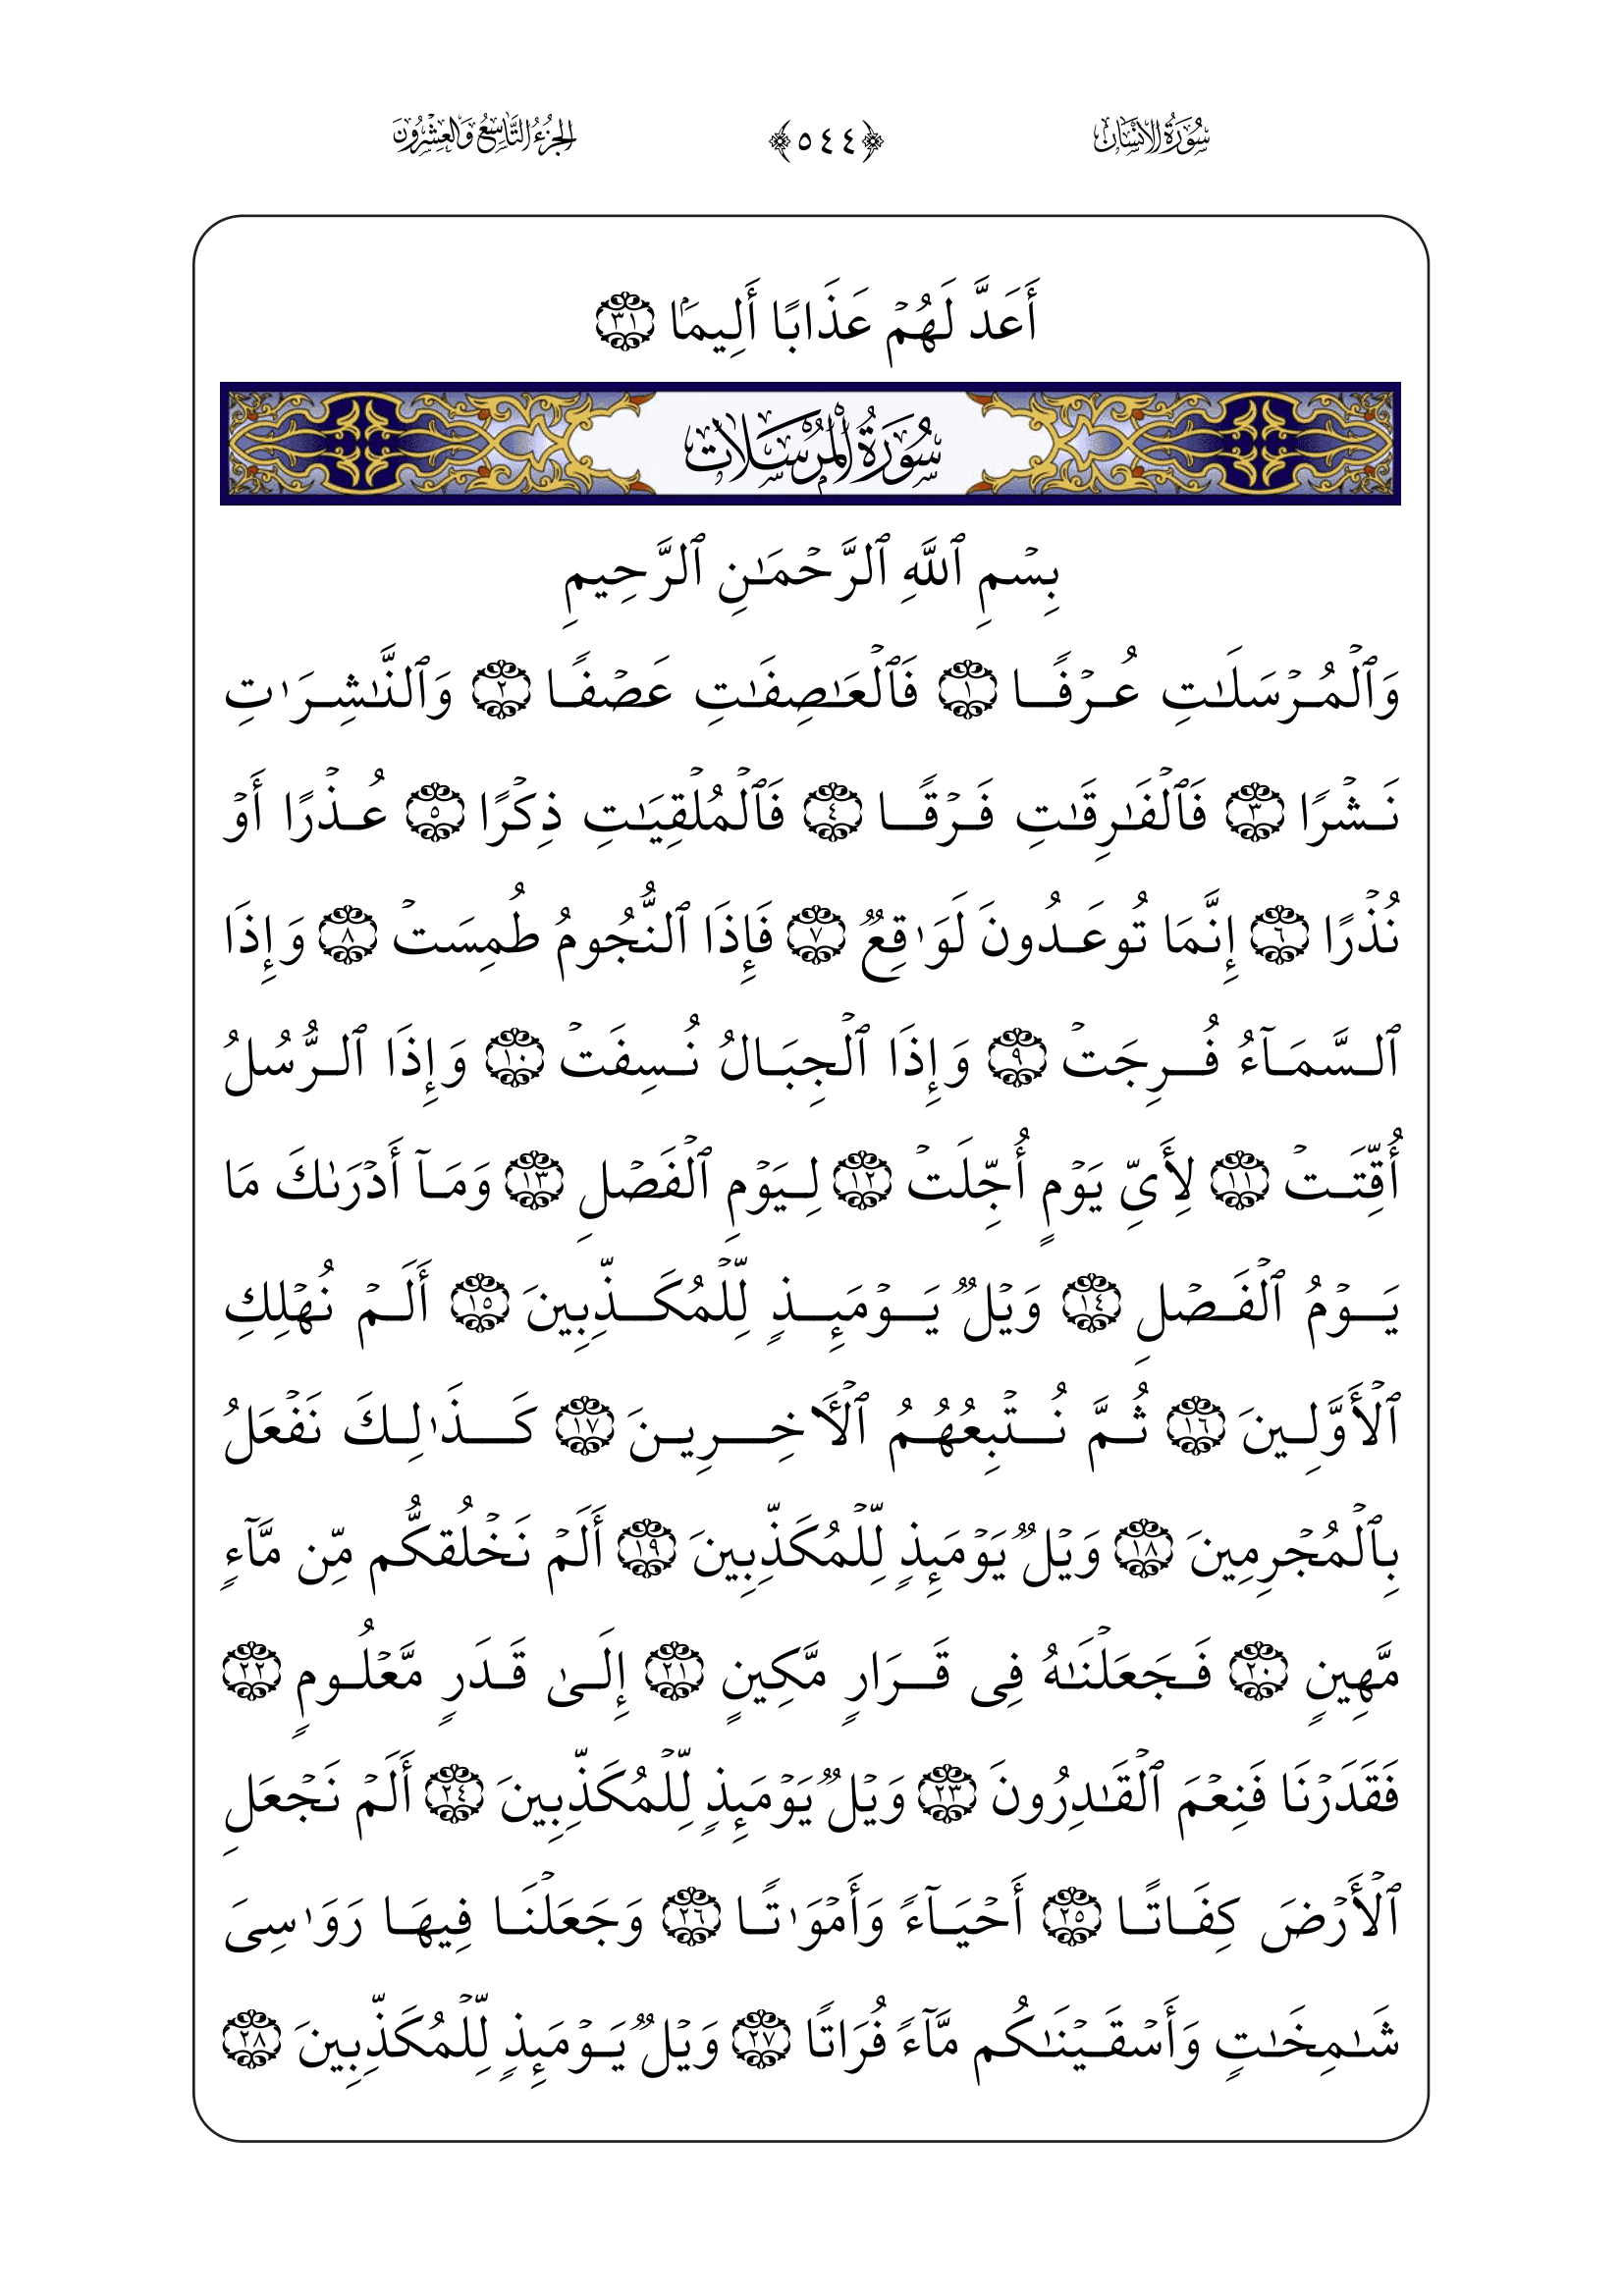 سُورَةُ الإِنْسَان ﴿٥٤٤﴾ الجُزْءُ التَّاسِعُ وَالعِشْرُونَ
أَعَدَّ لَهُمۡ عَذَابًا أَلِيمَۢا ٣١
سُورَةُ الْمُرْسَلَات
بِسۡمِ ٱللَّهِ ٱلرَّحۡمَـٰنِ ٱلرَّحِيمِ
وَٱلۡمُرۡسَلَـٰتِ عُرۡفًا ١ فَٱلۡعَـٰصِفَـٰتِ عَصۡفًا ٢ وَٱلنَّـٰشِرَٰتِ
نَشۡرًا ٣ فَٱلۡفَـٰرِقَـٰتِ فَرۡقًا ٤ فَٱلۡمُلۡقِيَـٰتِ ذِكۡرًا ٥ عُذۡرًا أَوۡ
نُذۡرًا ٦ إِنَّمَا تُوعَدُونَ لَوَٰقِعٌ ٧ فَإِذَا ٱلنُّجُومُ طُمِسَتۡ ٨ وَإِذَا
ٱلسَّمَآءُ فُرِجَتۡ ٩ وَإِذَا ٱلۡجِبَالُ نُسِفَتۡ ١٠ وَإِذَا ٱلرُّسُلُ
أُقِّتَتۡ ١١ لِأَىِّ يَوۡمٍ أُجِّلَتۡ ١٢ لِيَوۡمِ ٱلۡفَصۡلِ ١٣ وَمَآ أَدۡرَىٰكَ مَا
يَوۡمُ ٱلۡفَصۡلِ ١٤ وَيۡلٌ يَوۡمَئِذٍ لِّلۡمُكَذِّبِينَ ١٥ أَلَمۡ نُهۡلِكِ
ٱلۡأَوَّلِينَ ١٦ ثُمَّ نُتۡبِعُهُمُ ٱلۡـَٔاخِرِينَ ١٧ كَذَٰلِكَ نَفۡعَلُ
بِٱلۡمُجۡرِمِينَ ١٨ وَيۡلٌ يَوۡمَئِذٍ لِّلۡمُكَذِّبِينَ ١٩ أَلَمۡ نَخۡلُقكُّم مِّن مَّآءٍ
مَّهِينٍ ٢٠ فَجَعَلۡنَـٰهُ فِى قَرَارٍ مَّكِينٍ ٢١ إِلَىٰ قَدَرٍ مَّعۡلُومٍ ٢٢
فَقَدَرۡنَا فَنِعۡمَ ٱلۡقَـٰدِرُونَ ٢٣ وَيۡلٌ يَوۡمَئِذٍ لِّلۡمُكَذِّبِينَ ٢٤ أَلَمۡ نَجۡعَلِ
ٱلۡأَرۡضَ كِفَاتًا ٢٥ أَحۡيَآءً وَأَمۡوَٰتًا ٢٦ وَجَعَلۡنَا فِيهَا رَوَٰسِىَ
شَـٰمِخَـٰتٍ وَأَسۡقَيۡنَـٰكُم مَّآءً فُرَاتًا ٢٧ وَيۡلٌ يَوۡمَئِذٍ لِّلۡمُكَذِّبِينَ ٢٨